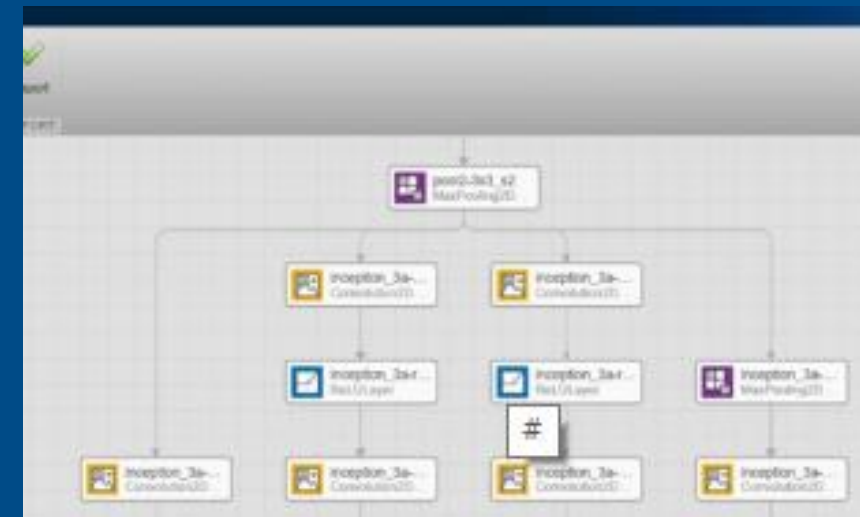 pool2-3x3_s2
MaxPooling2D
inception_3a-...
Convolution2D
inception_3a-...
Convolution2D
inception_3a-r...
ReLULayer
inception_3a-r...
ReLULayer
inception_3a-...
MaxPooling2D
#
inception_3a-...
Convolution2D
inception_3a-...
Convolution2D
inception_3a-...
Convolution2D
inception_3a-...
Convolution2D